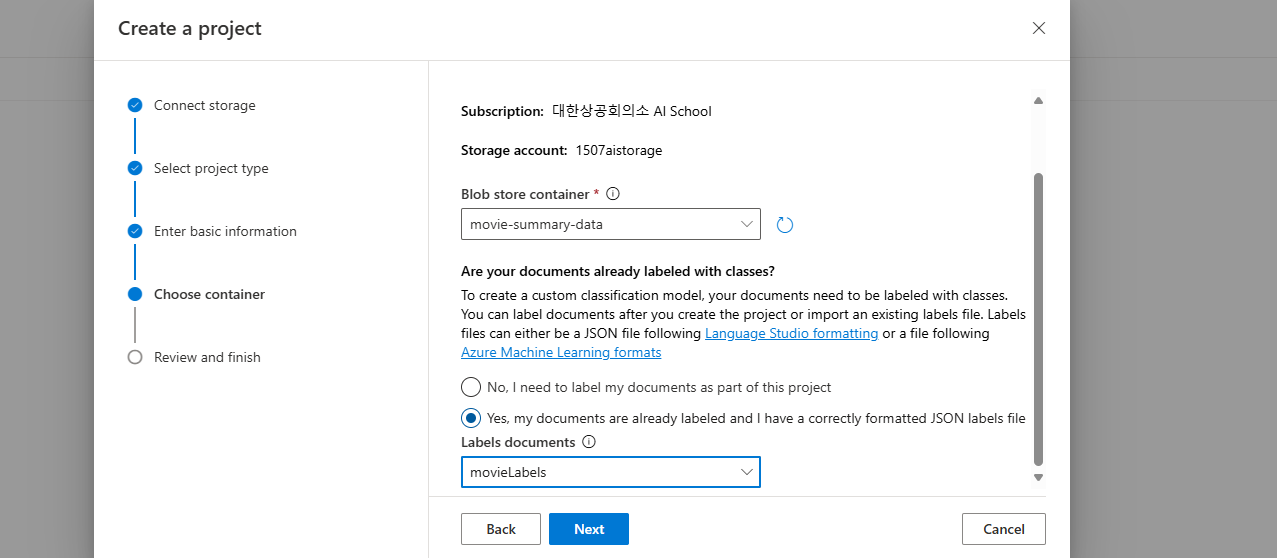 Create a project
Connect storage
Select project type
Enter basic information
Choose container
Review and finish
Subscription: 대한상공회의소 AI School
Storage account: 1507aistorage
Blob store container *
movie-summary-data
Are your documents already labeled with classes?
To create a custom classification model, your documents need to be labeled with classes.
You can label documents after you create the project or import an existing labels file. Labels
files can either be a JSON file following Language Studio formatting or a file following
Azure Machine Learning formats
No, I need to label my documents as part of this project
Yes, my documents are already labeled and I have a correctly formatted JSON labels file
Labels documents
movieLabels
Back
Next
Cancel